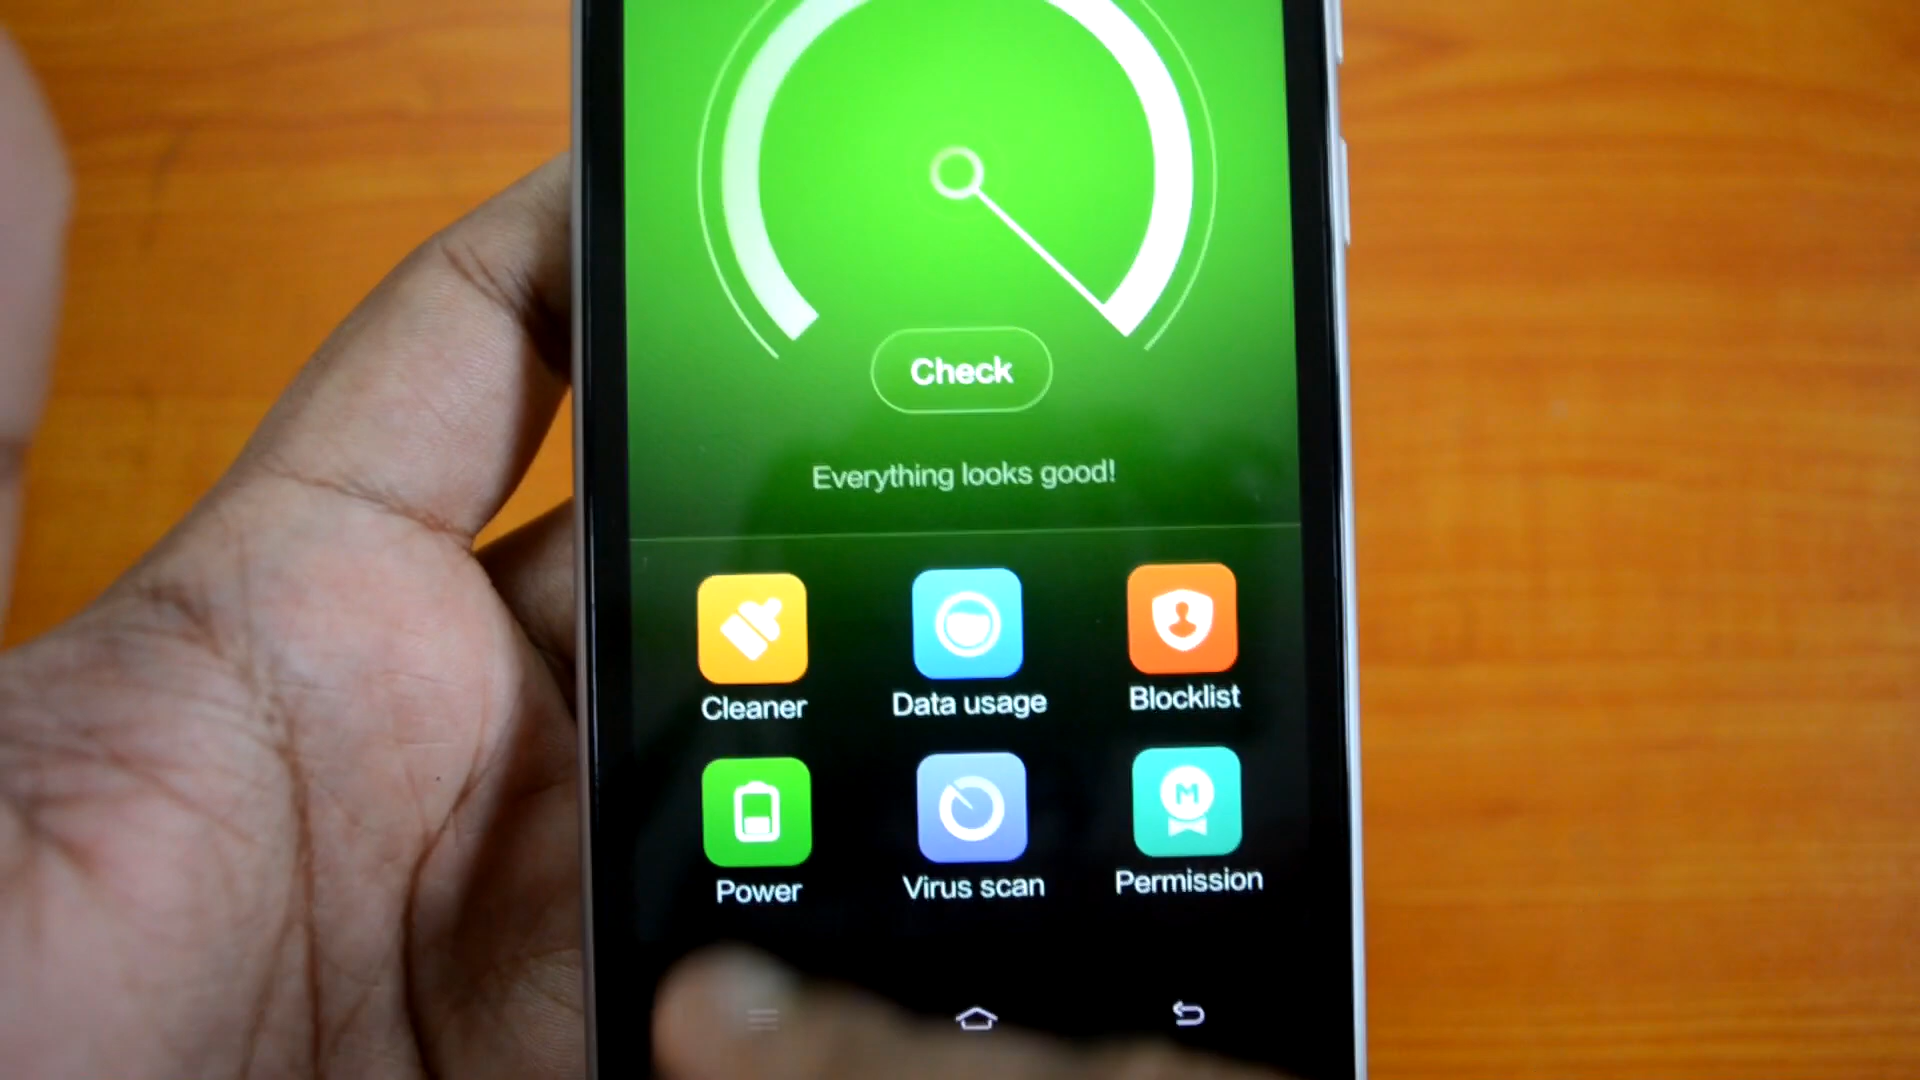 Check
Everything looks good!
Cleaner
Data usage
Blocklist
M
Power
Virus scan
Permission